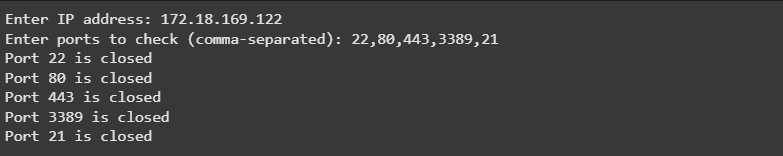 Enter IP address: 172.18.169.122
Enter ports to check (comma-separated): 22,80,443,3389,21
Port 22 is closed
Port 80 is closed
Port 443 is closed
Port 3389 is closed
Port 21 is closed